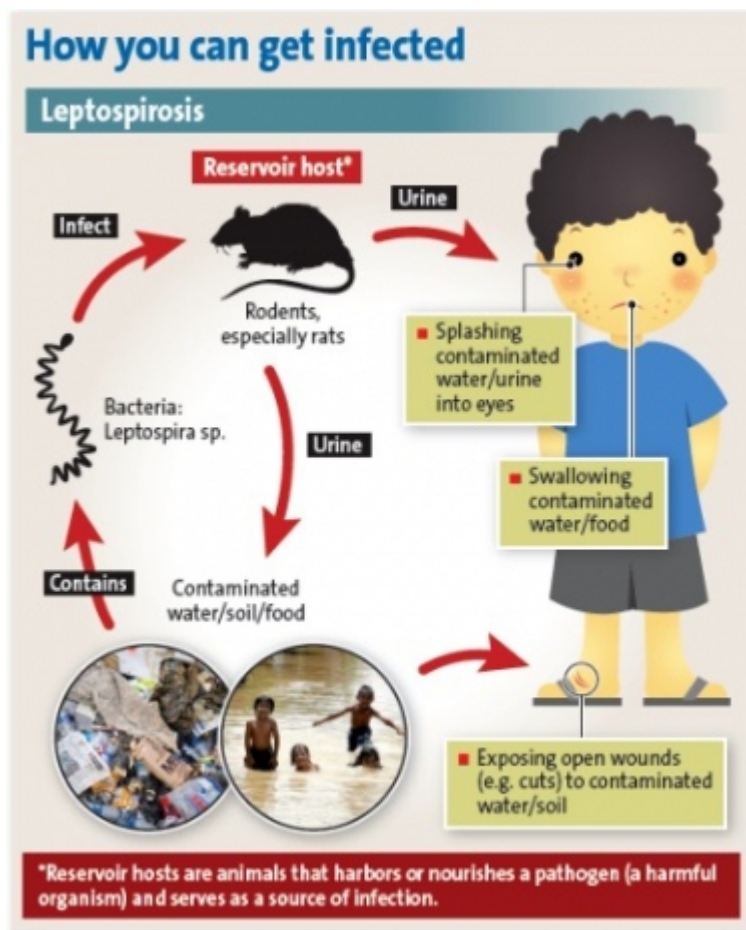 How you can get infected
Leptospirosis
Reservoir host*
Infect
Urine
Rodents,
especially rats
Bacteria:
Leptospira sp.
Urine
Contains
Contaminated
water/soil/food
▪ Splashing
contaminated
water/urine
into eyes
▪ Swallowing
contaminated
water/food
▪ Exposing open wounds
(e.g. cuts) to contaminated
water/soil
*Reservoir hosts are animals that harbors or nourishes a pathogen (a harmful
organism) and serves as a source of infection.